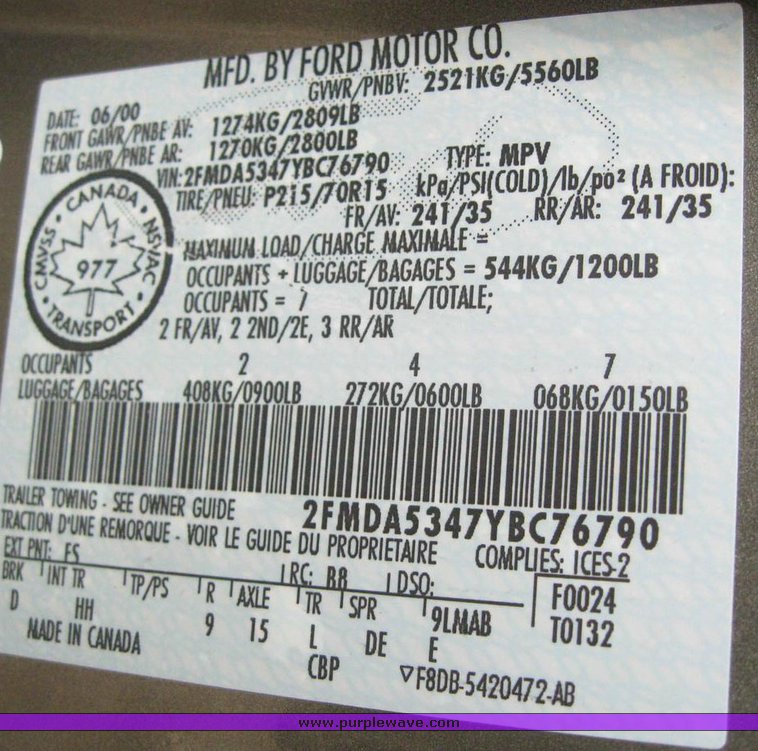 MFD. BY FORD MOTOR CO.
GVWR/PNBV: 2521KG/5560LB
DATE: 06/00
FRONT GAWR/PNBE AV: 1274KG/2809LB
REAR GAWR/PNBE AR: 1270KG/2800LB
VIN: 2FMDA5347YBC76790 TYPE: MPV
TIRE/PNEU: P215/70R15 kPa/PSI(COLD)/lb/po² (A FROID):
FR/AV: 241/35 RR/AR: 241/35
CANADA
CMVSS NSVAC
977
TRANSPORT
MAXIMUM LOAD/CHARGE MAXIMALE =
OCCUPANTS + LUGGAGE/BAGAGES = 544KG/1200LB
OCCUPANTS = 7 TOTAL/TOTALE;
2 FR/AV, 2 2ND/2E, 3 RR/AR
OCCUPANTS 2 4 7
LUGGAGE/BAGAGES 408KG/0900LB 272KG/0600LB 068KG/0150LB
TRAILER TOWING - SEE OWNER GUIDE 2FMDA5347YBC76790
TRACTION D'UNE REMORQUE - VOIR LE GUIDE DU PROPRIETAIRE COMPLIES: ICES-2
EXT PNT: FS RC: B8 DSO: F0024
BRK INT TR TP/PS R AXLE TR SPR 9LMAB T0132
D HH 9 15 L DE E
MADE IN CANADA CBP F8DB-5420472-AB
www.purplewave.com